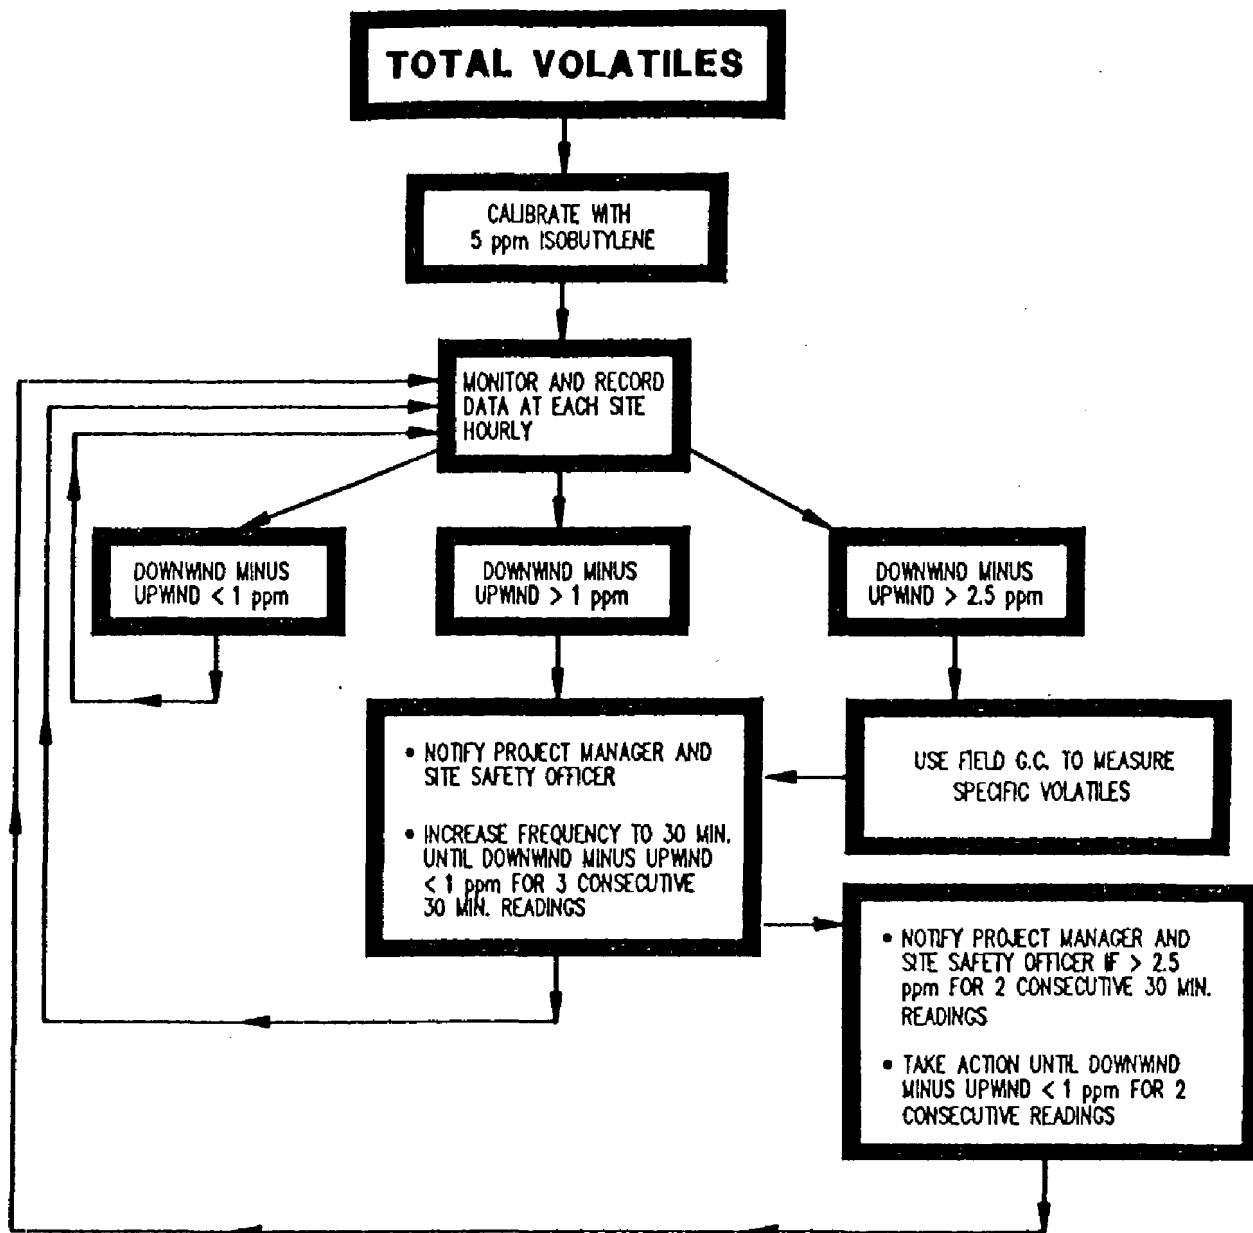 TOTAL VOLATILES
CALIBRATE WITH
5 ppm ISOBUTYLENE
MONITOR AND RECORD
DATA AT EACH SITE
HOURLY
DOWNWIND MINUS
UPWIND < 1 ppm
DOWNWIND MINUS
UPWIND > 1 ppm
DOWNWIND MINUS
UPWIND > 2.5 ppm
• NOTIFY PROJECT MANAGER AND
SITE SAFETY OFFICER
• INCREASE FREQUENCY TO 30 MIN.
UNTIL DOWNWIND MINUS UPWIND
< 1 ppm FOR 3 CONSECUTIVE
30 MIN. READINGS
USE FIELD G.C. TO MEASURE
SPECIFIC VOLATILES
• NOTIFY PROJECT MANAGER AND
SITE SAFETY OFFICER IF > 2.5
ppm FOR 2 CONSECUTIVE 30 MIN.
READINGS
• TAKE ACTION UNTIL DOWNWIND
MINUS UPWIND < 1 ppm FOR 2
CONSECUTIVE READINGS